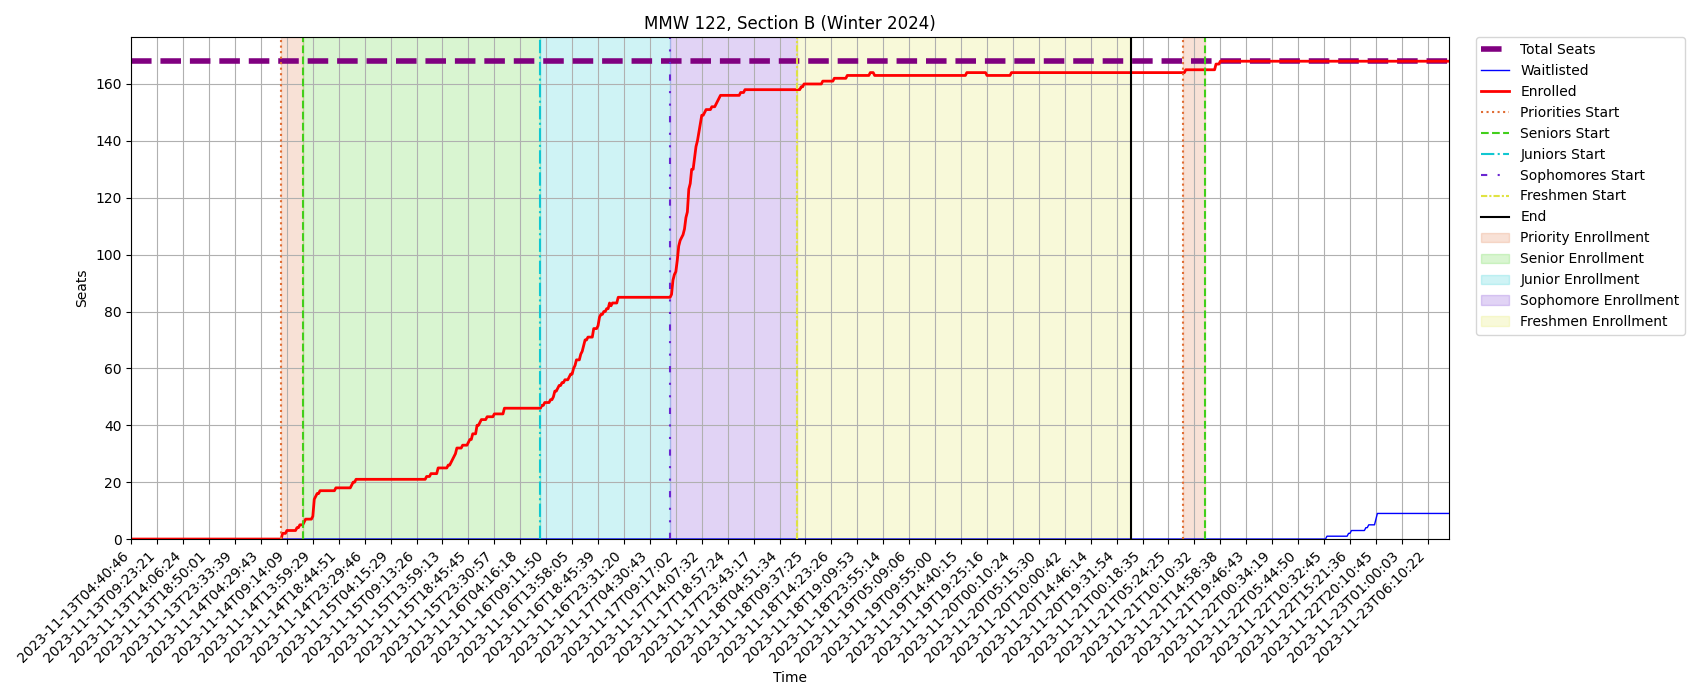 MMW 122, Section B (Winter 2024)
Seats
160
140
120
100
80
60
40
20
0
2023-11-13T04:40:46
2023-11-13T09:23:21
2023-11-13T14:06:24
2023-11-13T18:50:01
2023-11-13T23:33:39
2023-11-14T04:29:43
2023-11-14T09:14:09
2023-11-14T13:59:29
2023-11-14T18:44:51
2023-11-14T23:29:46
2023-11-15T04:15:29
2023-11-15T09:13:26
2023-11-15T13:59:13
2023-11-15T18:45:45
2023-11-15T23:30:57
2023-11-16T04:16:18
2023-11-16T09:11:50
2023-11-16T13:58:05
2023-11-16T18:45:39
2023-11-16T23:31:20
2023-11-17T04:30:43
2023-11-17T09:17:02
2023-11-17T14:07:32
2023-11-17T18:57:24
2023-11-17T23:43:17
2023-11-18T04:51:34
2023-11-18T09:37:25
2023-11-18T14:23:26
2023-11-18T19:09:53
2023-11-18T23:55:14
2023-11-19T05:09:06
2023-11-19T09:55:00
2023-11-19T14:40:15
2023-11-19T19:25:16
2023-11-20T00:10:24
2023-11-20T05:15:30
2023-11-20T10:00:42
2023-11-20T14:46:14
2023-11-20T19:31:54
2023-11-21T00:18:35
2023-11-21T05:24:25
2023-11-21T10:10:32
2023-11-21T14:58:38
2023-11-21T19:46:43
2023-11-22T00:34:19
2023-11-22T05:44:50
2023-11-22T10:32:45
2023-11-22T15:21:36
2023-11-22T20:10:45
2023-11-23T01:00:03
2023-11-23T06:10:22
Time
Total Seats
Waitlisted
Enrolled
Priorities Start
Seniors Start
Juniors Start
Sophomores Start
Freshmen Start
End
Priority Enrollment
Senior Enrollment
Junior Enrollment
Sophomore Enrollment
Freshmen Enrollment